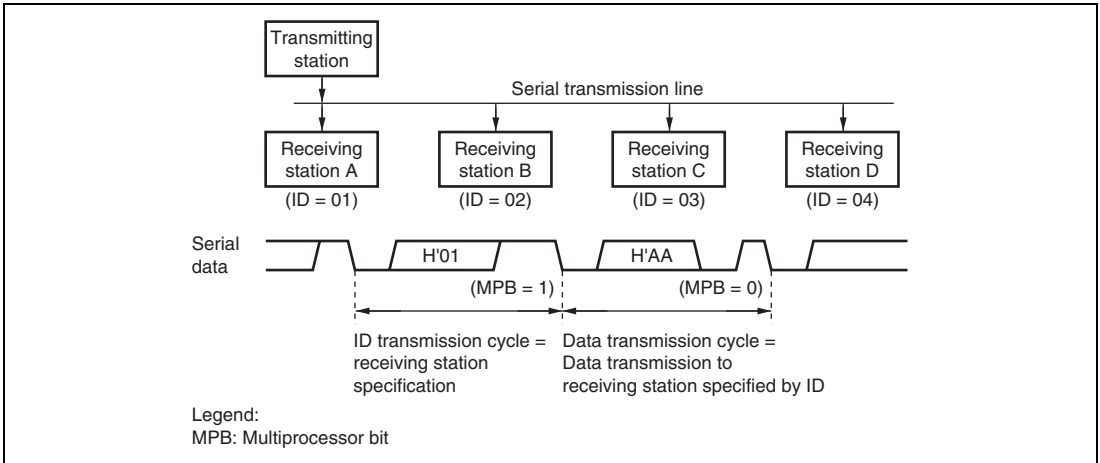 Transmitting
station
Serial transmission line
Receiving
station A
Receiving
station B
Receiving
station C
Receiving
station D
(ID = 01)
(ID = 02)
(ID = 03)
(ID = 04)
Serial
data
H'01
H'AA
(MPB = 1)
(MPB = 0)
ID transmission cycle =
receiving station
specification
Data transmission cycle =
Data transmission to
receiving station specified by ID
Legend:
MPB: Multiprocessor bit